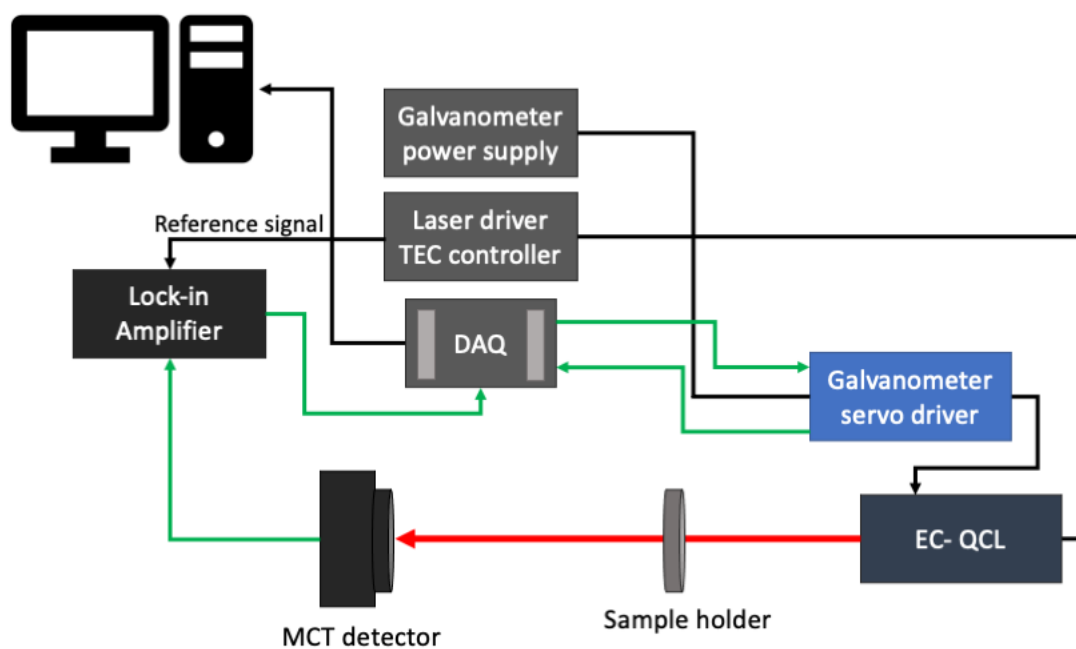 Galvanometer
power supply
Reference signal
Laser driver
TEC controller
Lock-in
Amplifier
DAQ
Galvanometer
servo driver
EC- QCL
Sample holder
MCT detector